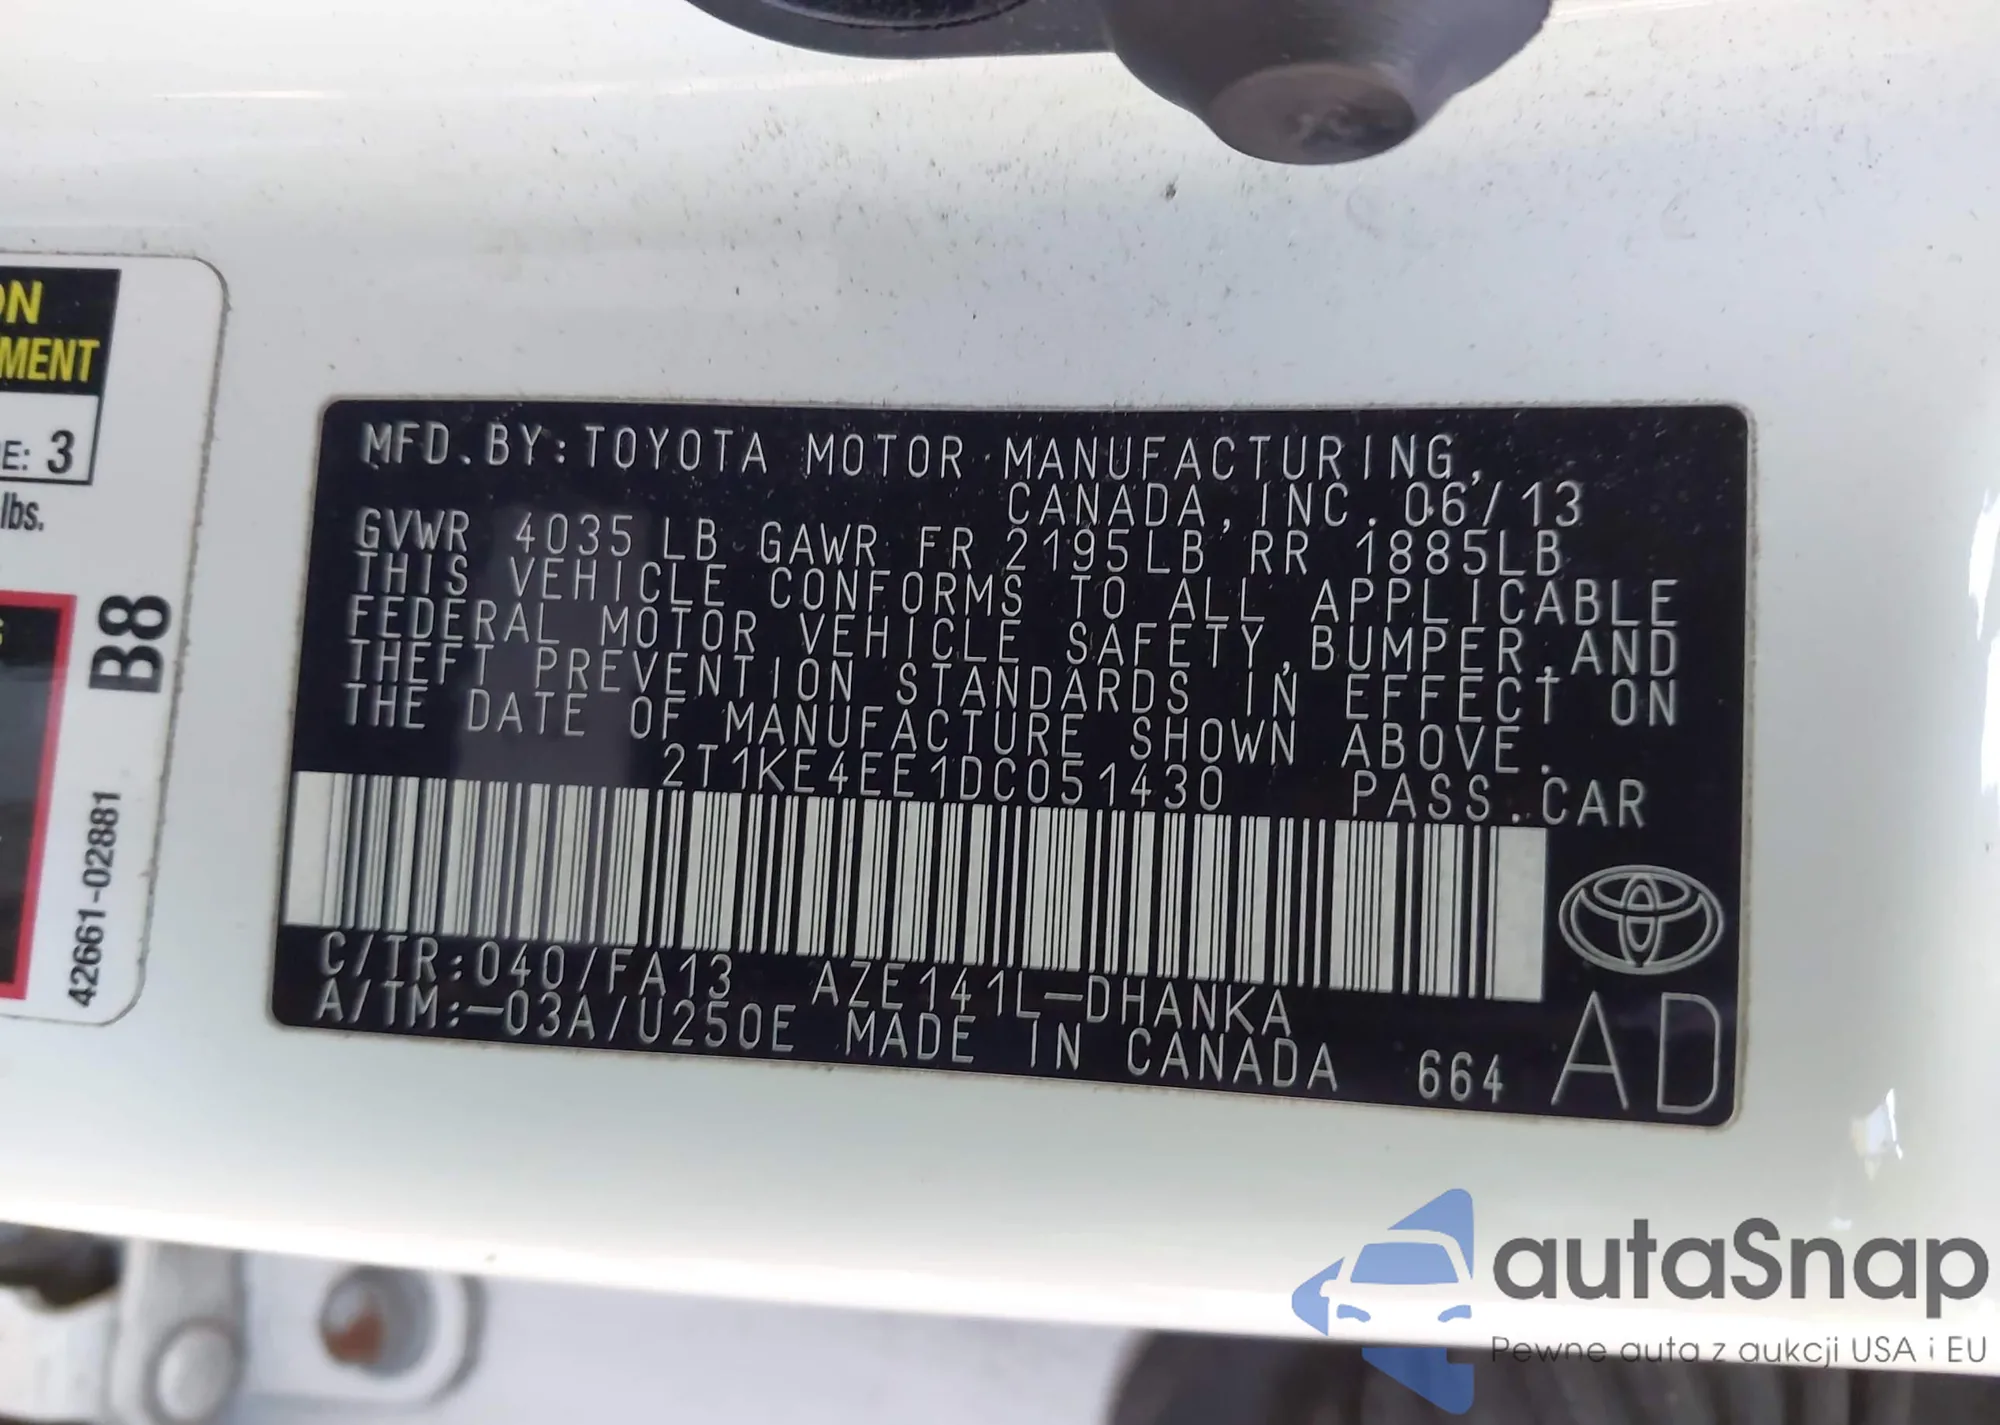 ON
MENT
E: 3
lbs.
B8
42661-02881
MFD.BY:TOYOTA MOTOR MANUFACTURING,
CANADA,INC. 06/13
GVWR 4035LB GAWR FR 2195LB RR 1885LB
THIS VEHICLE CONFORMS TO ALL APPLICABLE
FEDERAL MOTOR VEHICLE SAFETY,BUMPER,AND
THEFT PREVENTION STANDARDS IN EFFECT ON
THE DATE OF MANUFACTURE SHOWN ABOVE.
2T1KE4EE1DC051430 PASS.CAR
C/TR:040/FA13 AZE141L-DHANKA
A/TM:-03A/U250E MADE IN CANADA 664 AD
autaSnap
Pewne auta z aukcji USA i EU